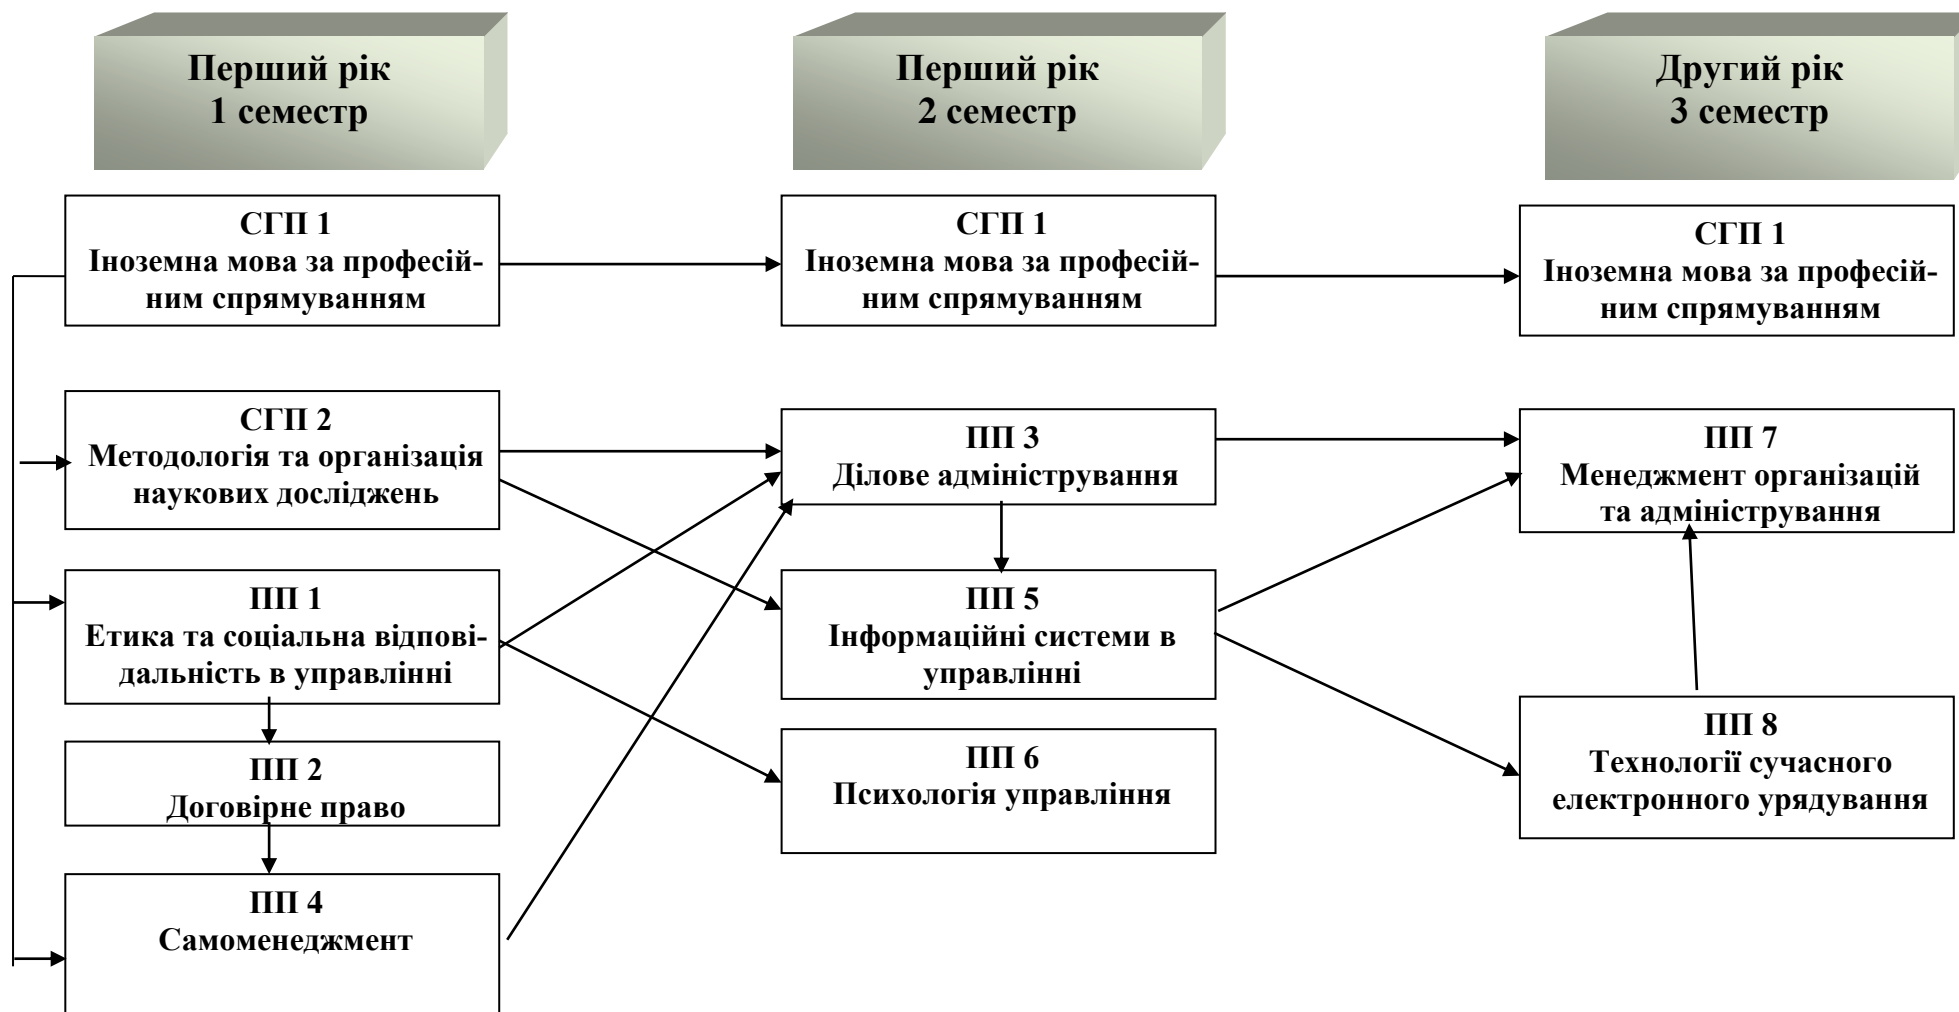 Перший рік
1 семестр
Перший рік
2 семестр
Другий рік
3 семестр
СГП 1
Іноземна мова за професій-
ним спрямуванням
СГП 1
Іноземна мова за професій-
ним спрямуванням
СГП 1
Іноземна мова за професій-
ним спрямуванням
СГП 2
Методологія та організація
наукових досліджень
ПП 3
Ділове адміністрування
ПП 7
Менеджмент організацій
та адміністрування
ПП 1
Етика та соціальна відпові-
дальність в управлінні
ПП 5
Інформаційні системи в
управлінні
ПП 2
Договірне право
ПП 6
Психологія управління
ПП 8
Технології сучасного
електронного урядування
ПП 4
Самоменеджмент